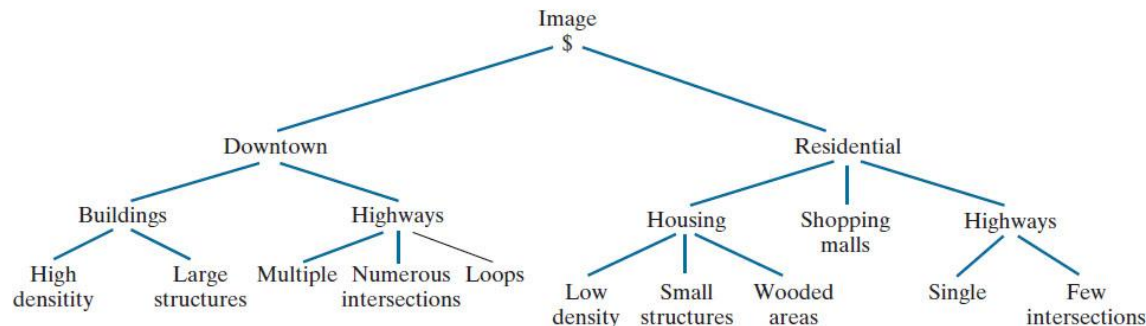 Image
$
Downtown
Residential
Buildings
Highways
Housing
Shopping
malls
Highways
High
densitity
Large
structures
Multiple
Numerous
intersections
Loops
Low
density
Small
structures
Wooded
areas
Single
Few
intersections